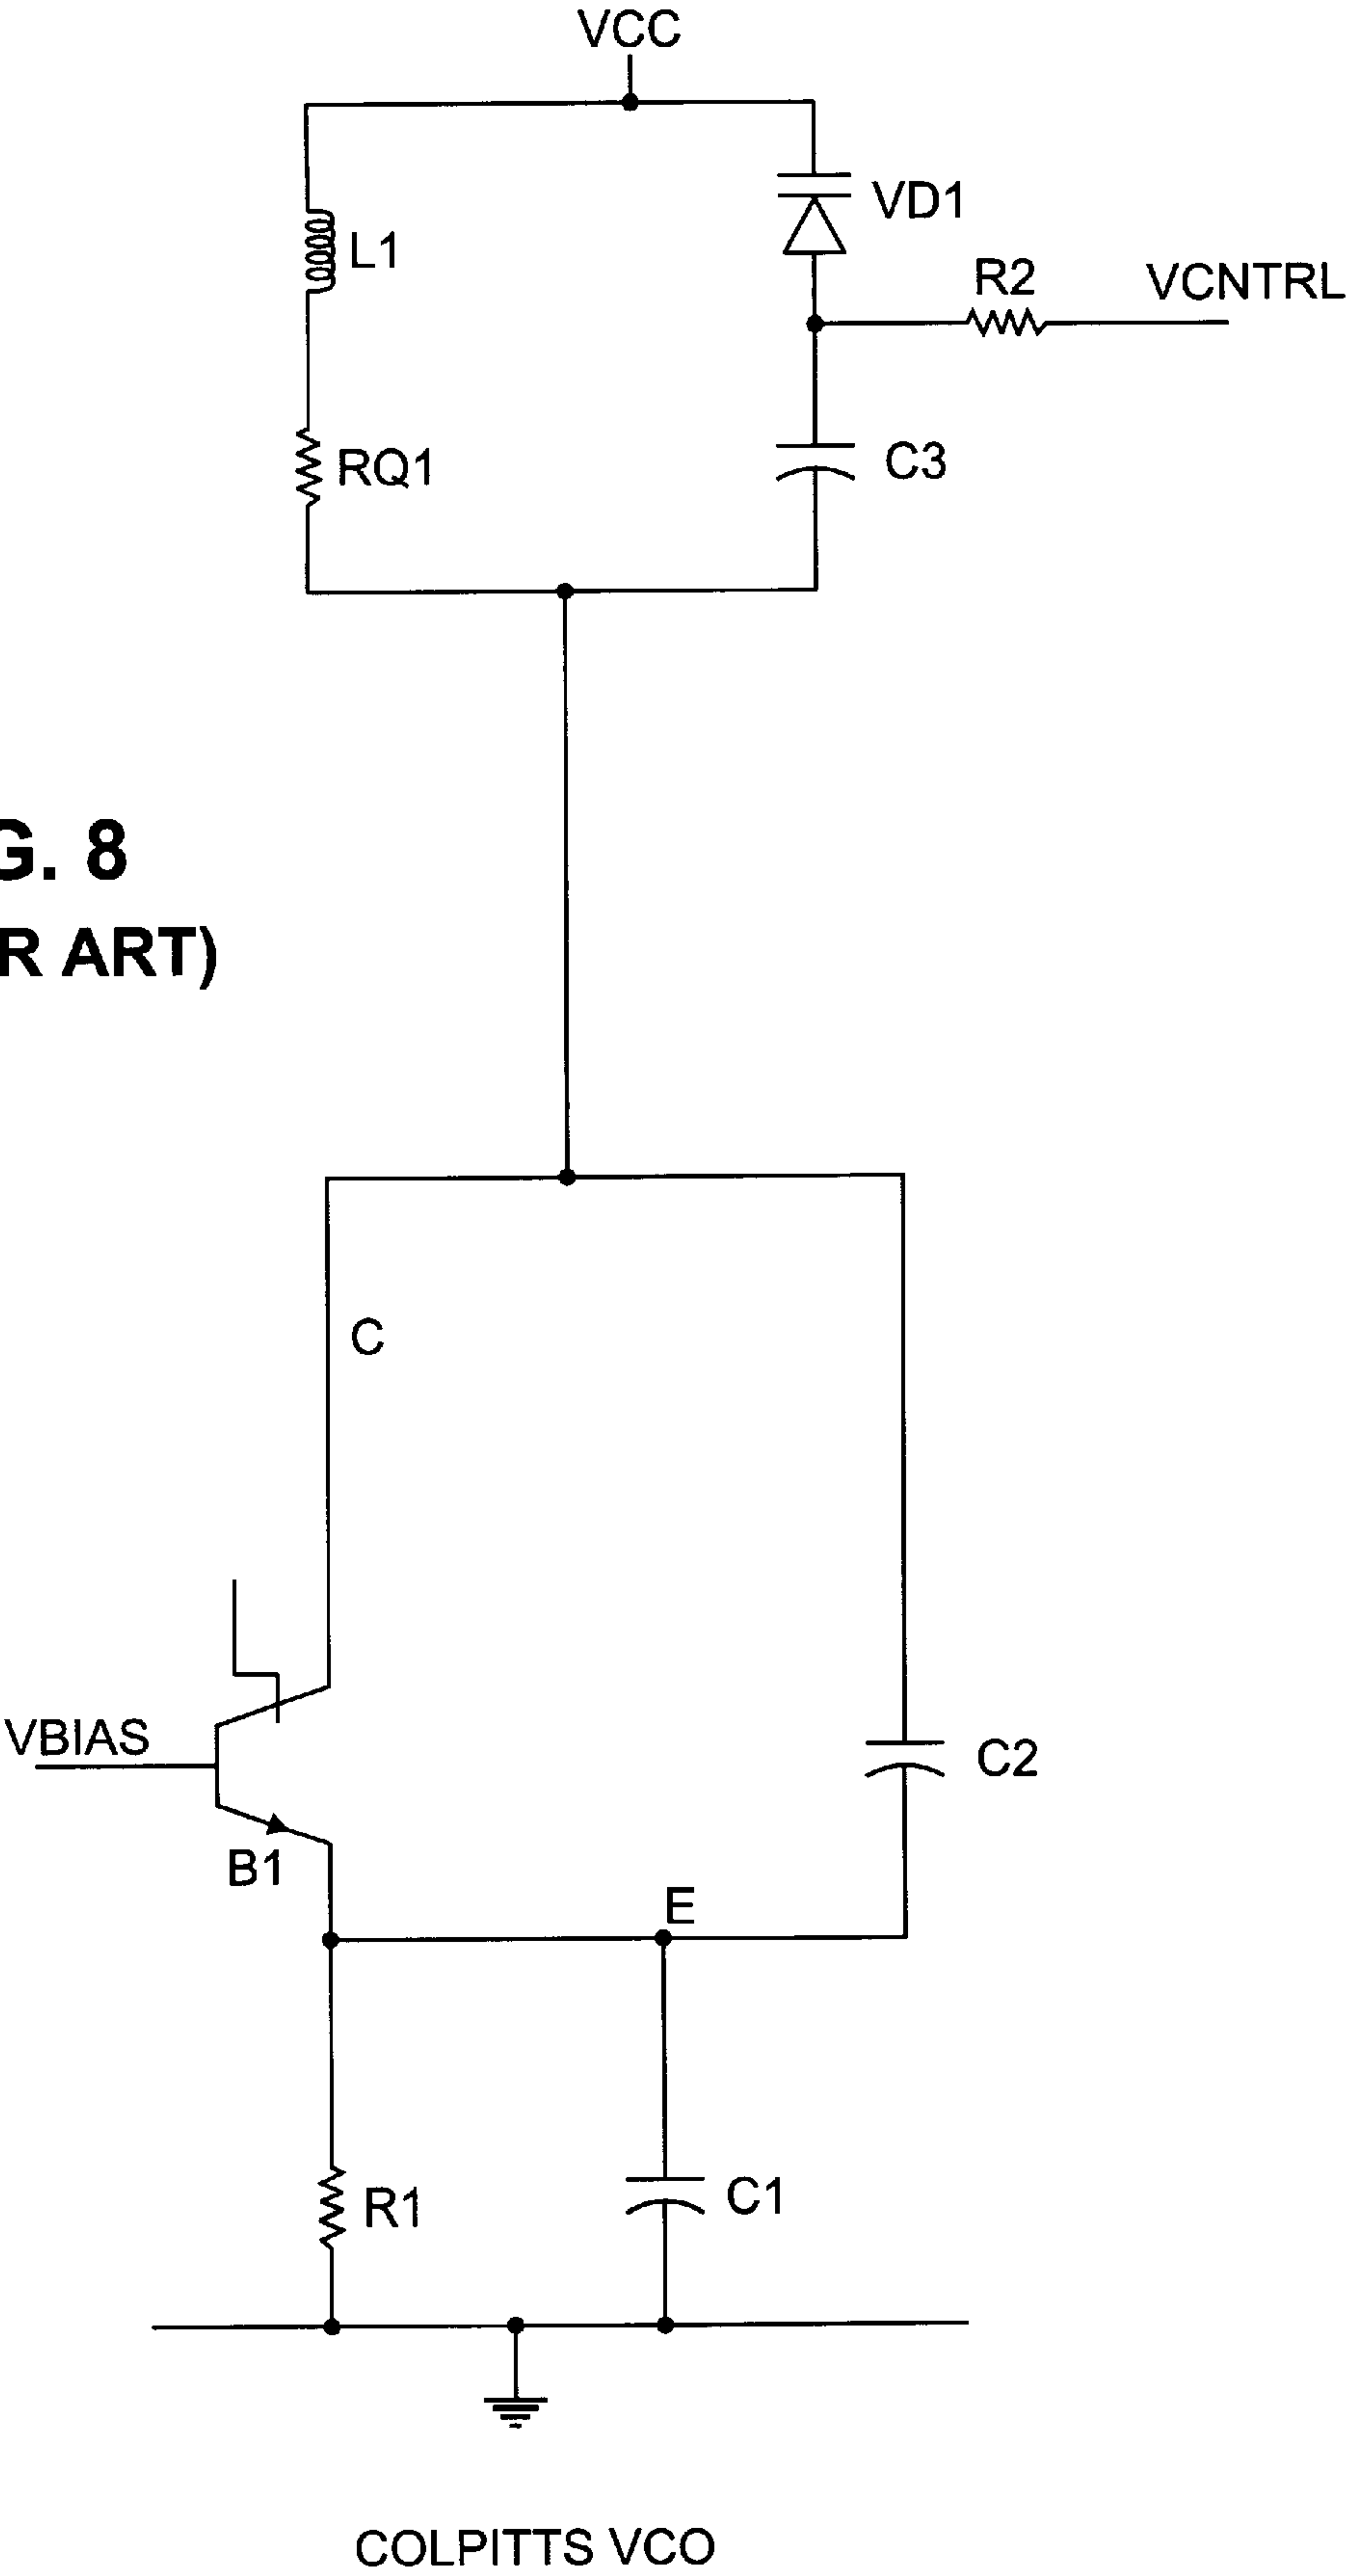 VCC
VD1
L1
R2
VCNTRL
RQ1
C3
G. 8
R ART)
C
VBIAS
C2
B1
E
R1
C1
COLPITTS VCO